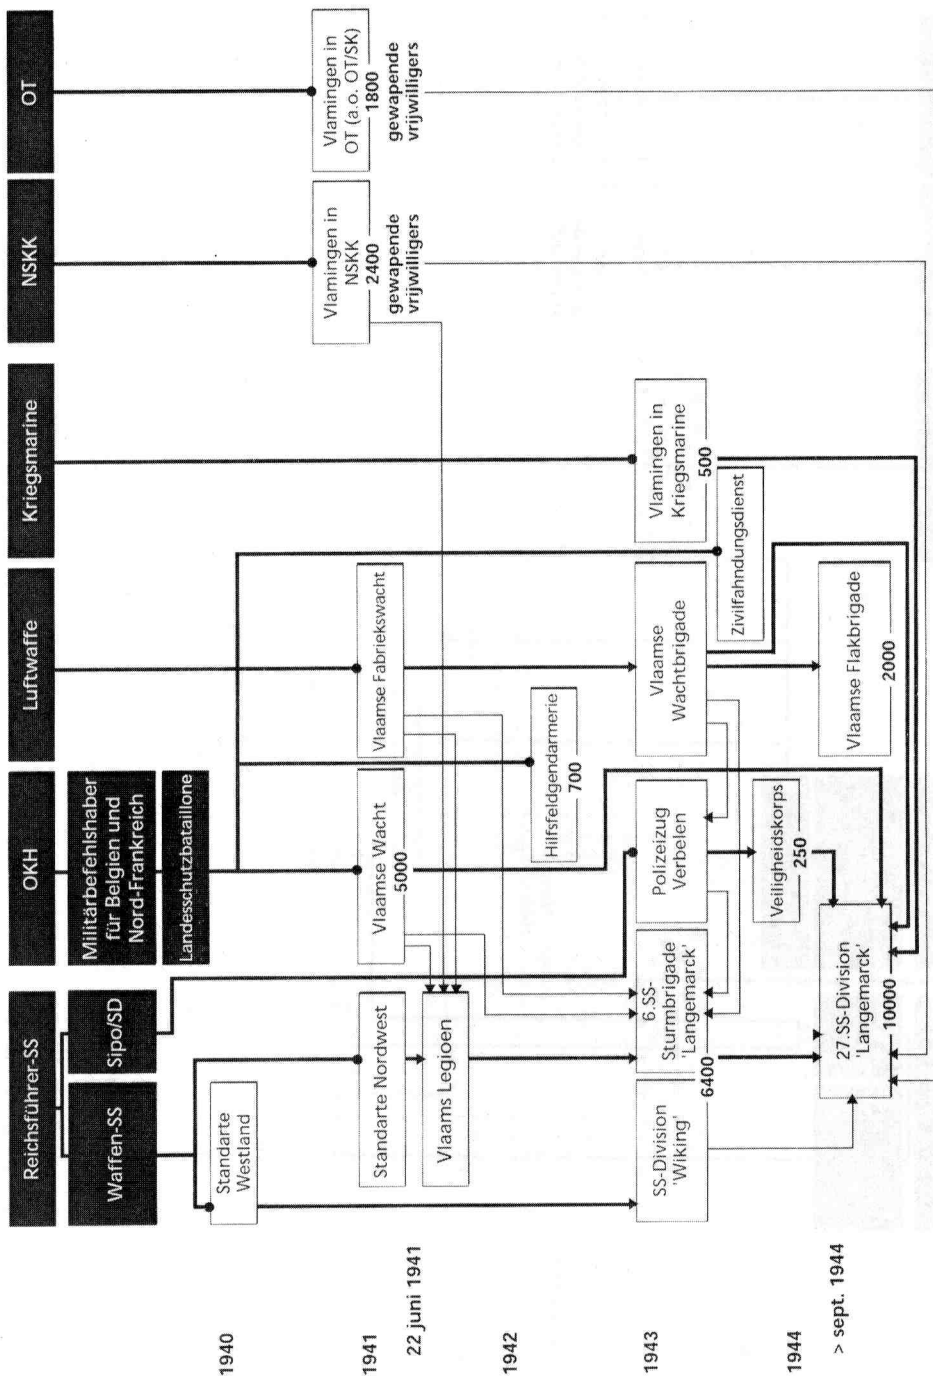 Reichsführer-SS
OKH
Luftwaffe
Kriegsmarine
NSKK
OT
Waffen-SS
Sipo/SD
Militärbefehlshaber
für Belgien und
Nord-Frankreich
Landesschutzbataillone
1940
Standarte
Westland
1941
22 juni 1941
Standarte Nordwest
Vlaams Legioen
Vlaamse Wacht
5000
Vlaamse Fabriekswacht
Vlamingen in
NSKK
2400
gewapende
vrijwilligers
Vlamingen in
OT (a.o. OT/SK)
1800
gewapende
vrijwilligers
1942
Hilfsfeldgendarmerie
700
1943
SS-Division
'Wiking'
6.SS-
Sturmbrigade
'Langemarck'
6400
Polizeizug
Verbelen
Vlaamse
Wachtbrigade
Vlamingen in
Kriegsmarine
500
Zivilfahndungsdienst
Veiligheidskorps
250
1944
> sept. 1944
27.SS-Division
'Langemarck'
10000
Vlaamse Flakbrigade
2000